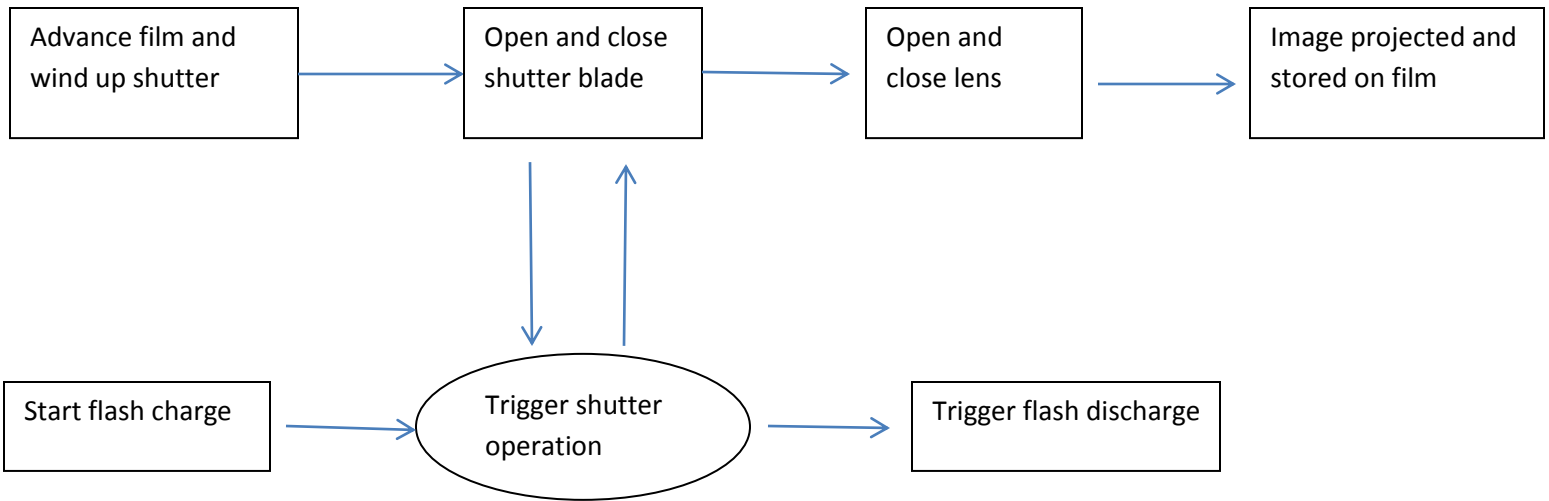 Advance film and
wind up shutter
Open and close
shutter blade
Open and
close lens
Image projected and
stored on film
Start flash charge
Trigger shutter
operation
Trigger flash discharge